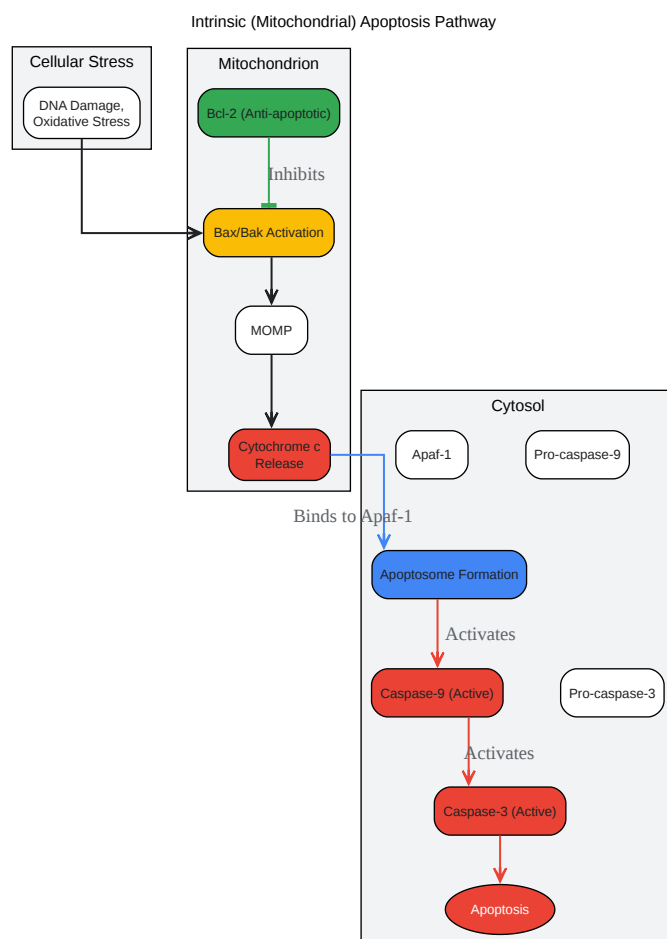 Intrinsic (Mitochondrial) Apoptosis Pathway
Cellular Stress
DNA Damage,
Oxidative Stress
Mitochondrion
Bcl-2 (Anti-apoptotic)
Inhibits
Bax/Bak Activation
MOMP
Cytochrome c
Release
Cytosol
Apaf-1
Pro-caspase-9
Binds to Apaf-1
Apoptosome Formation
Activates
Caspase-9 (Active)
Pro-caspase-3
Activates
Caspase-3 (Active)
Apoptosis